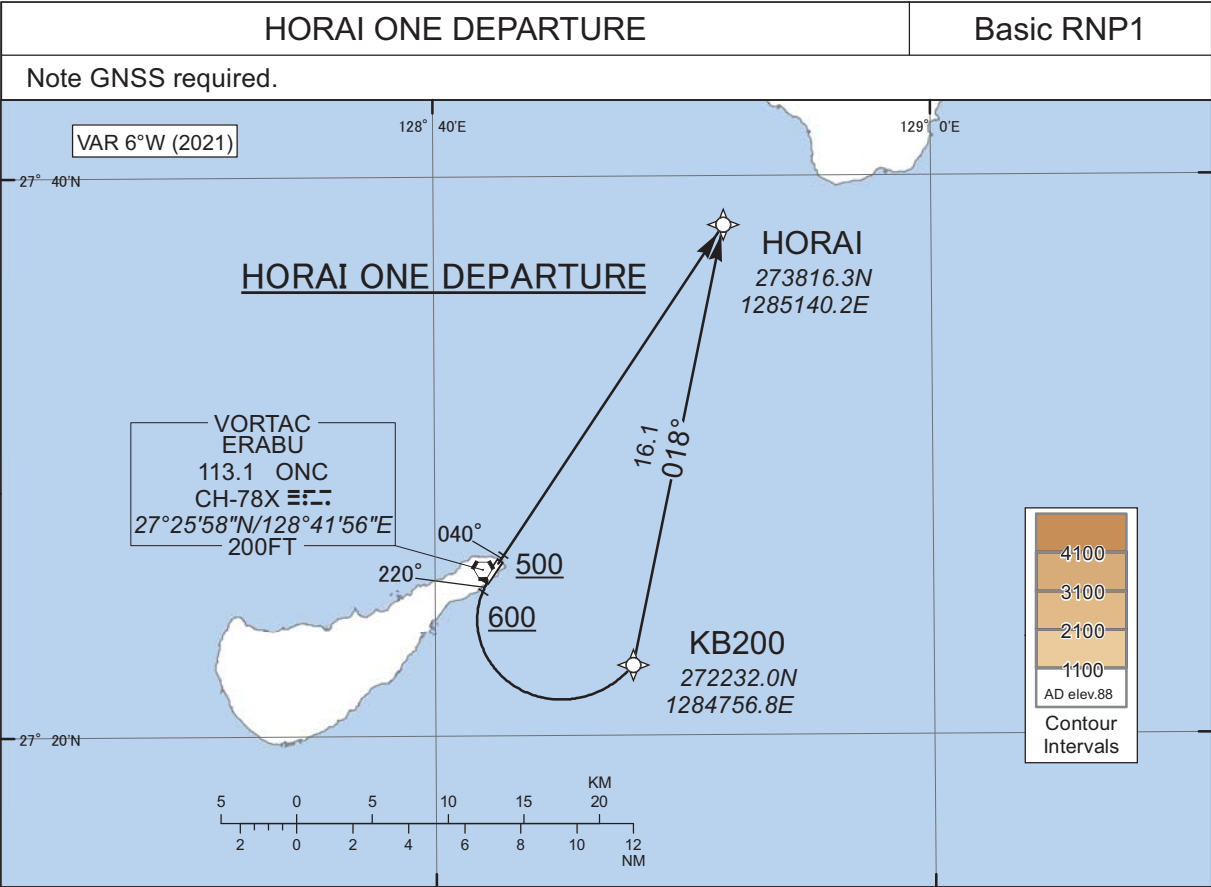 HORAI ONE DEPARTURE
Basic RNP1
Note GNSS required.
VAR 6°W (2021)
128° 40'E
129° 0'E
27° 40'N
HORAI
273816.3N
1285140.2E
HORAI ONE DEPARTURE
VORTAC
ERABU
113.1 ONC
CH-78X
27°25'58"N/128°41'56"E
200FT
16.1
018°
040°
500
220°
600
KB200
272232.0N
1284756.8E
4100
3100
2100
1100
AD elev.88
Contour
Intervals
27° 20'N
KM
5 0 5 10 15 20
2 0 2 4 6 8 10 12
NM